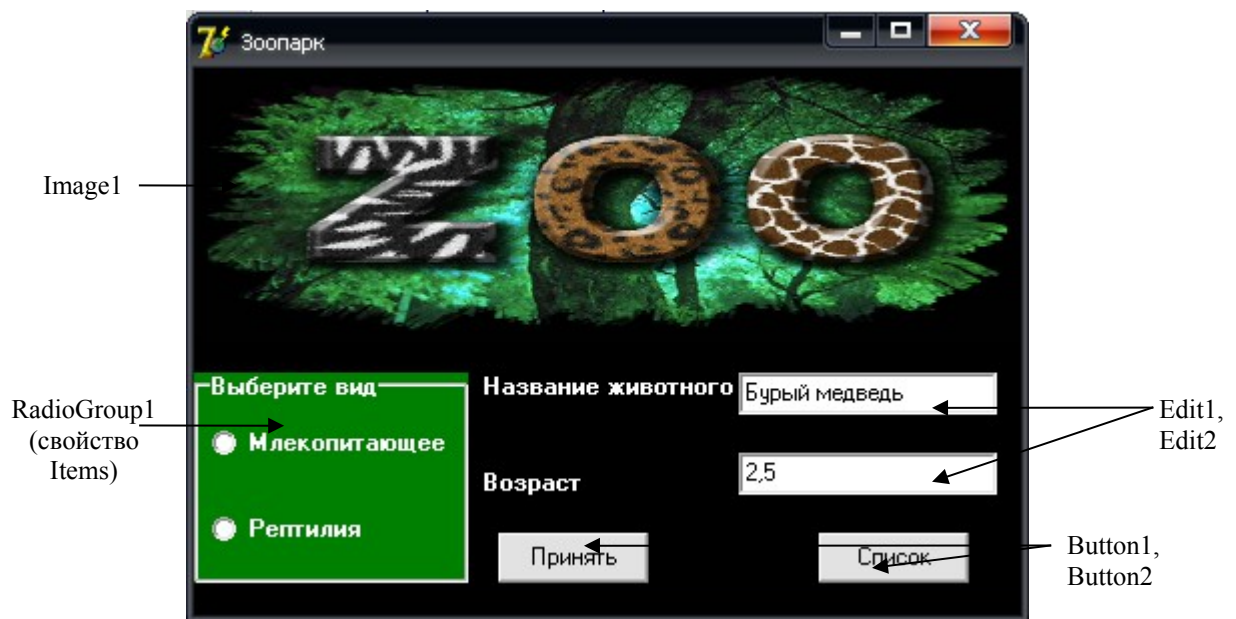 Зоопарк
ZOO
Image1
Выберите вид
Млекопитающее
Рептилия
RadioGroup1
(свойство
Items)
Название животного
Бурый медведь
Возраст
2,5
Edit1,
Edit2
Принять
Список
Button1,
Button2